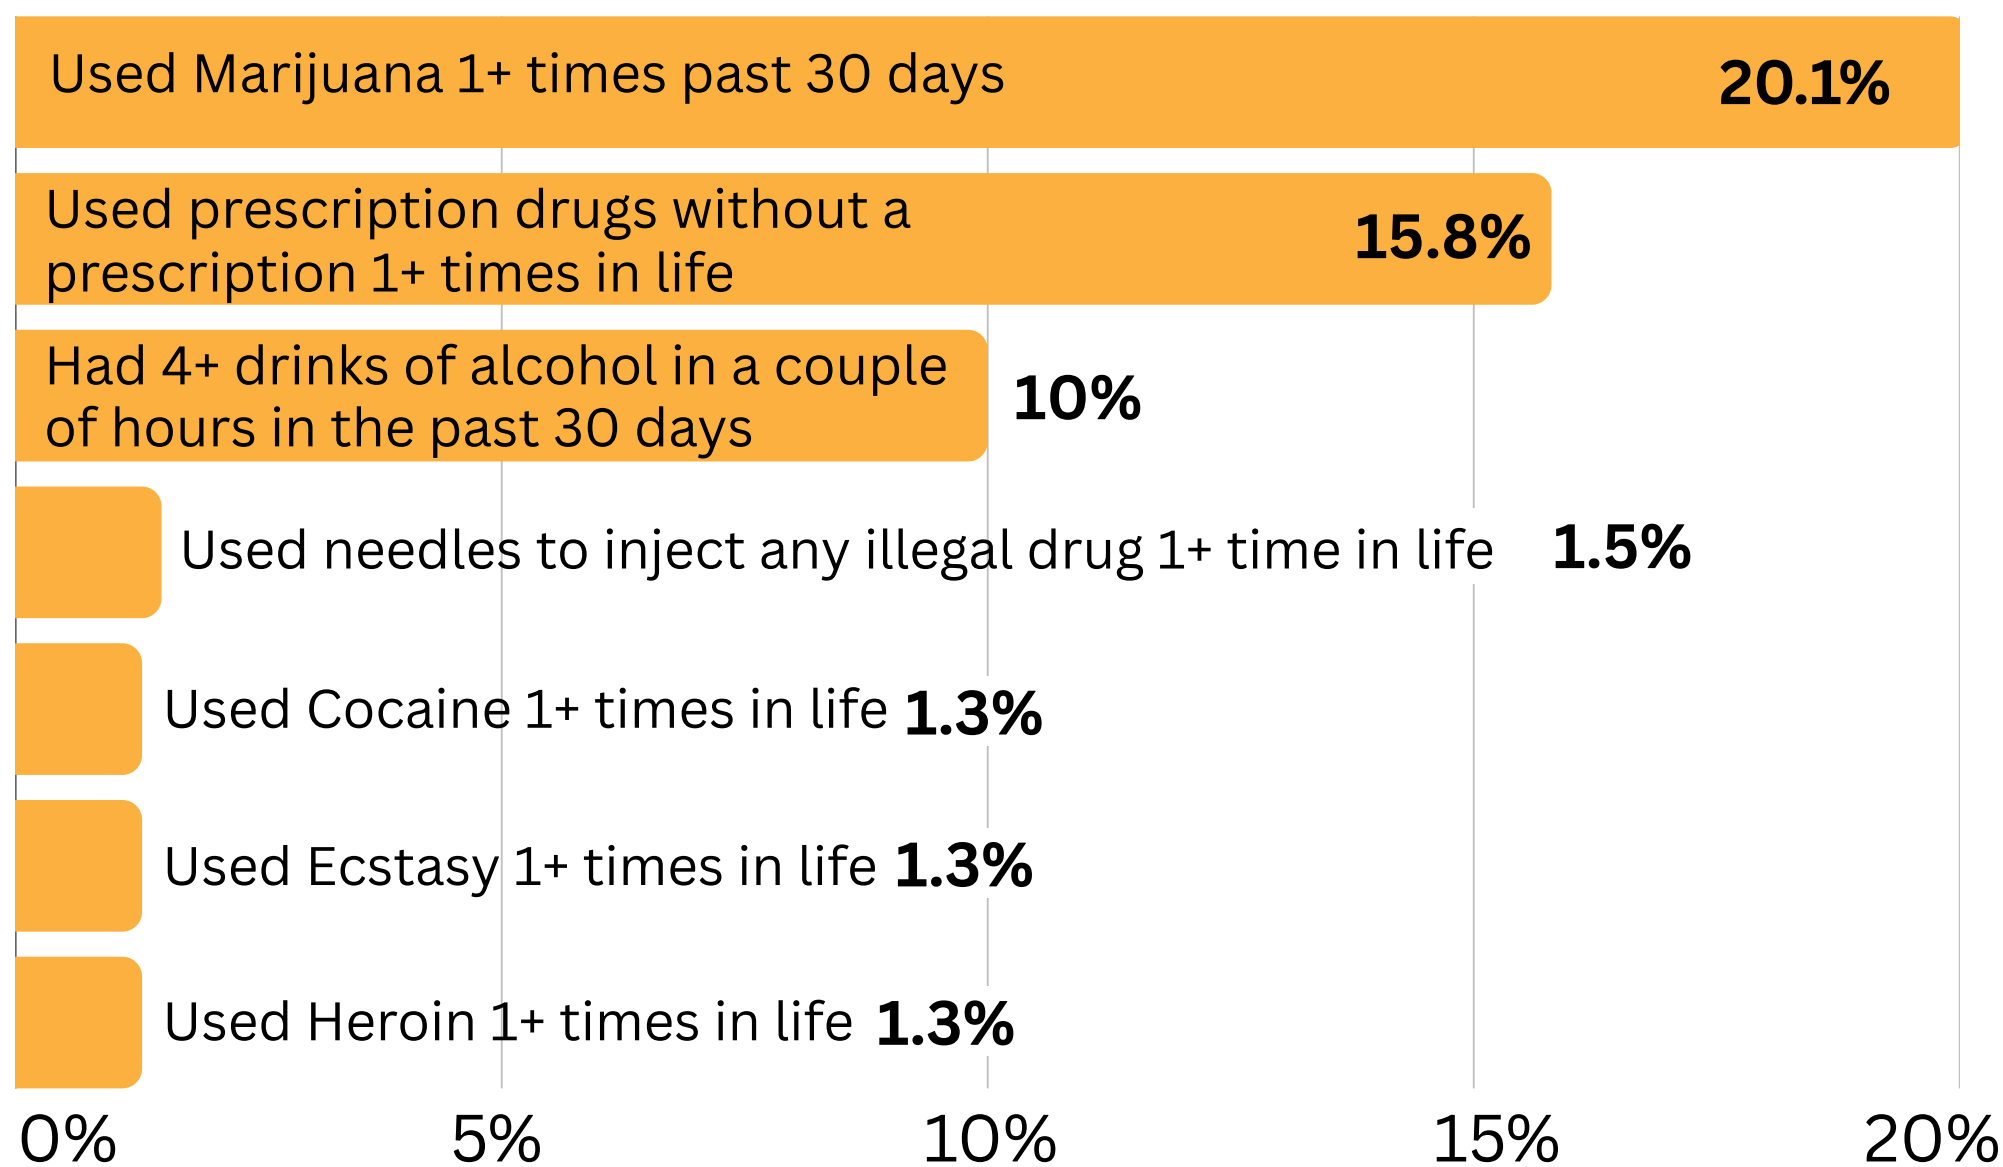 Used Marijuana 1+ times past 30 days 20.1%
Used prescription drugs without a
prescription 1+ times in life 15.8%
Had 4+ drinks of alcohol in a couple
of hours in the past 30 days 10%
Used needles to inject any illegal drug 1+ time in life 1.5%
Used Cocaine 1+ times in life 1.3%
Used Ecstasy 1+ times in life 1.3%
Used Heroin 1+ times in life 1.3%
0% 5% 10% 15% 20%